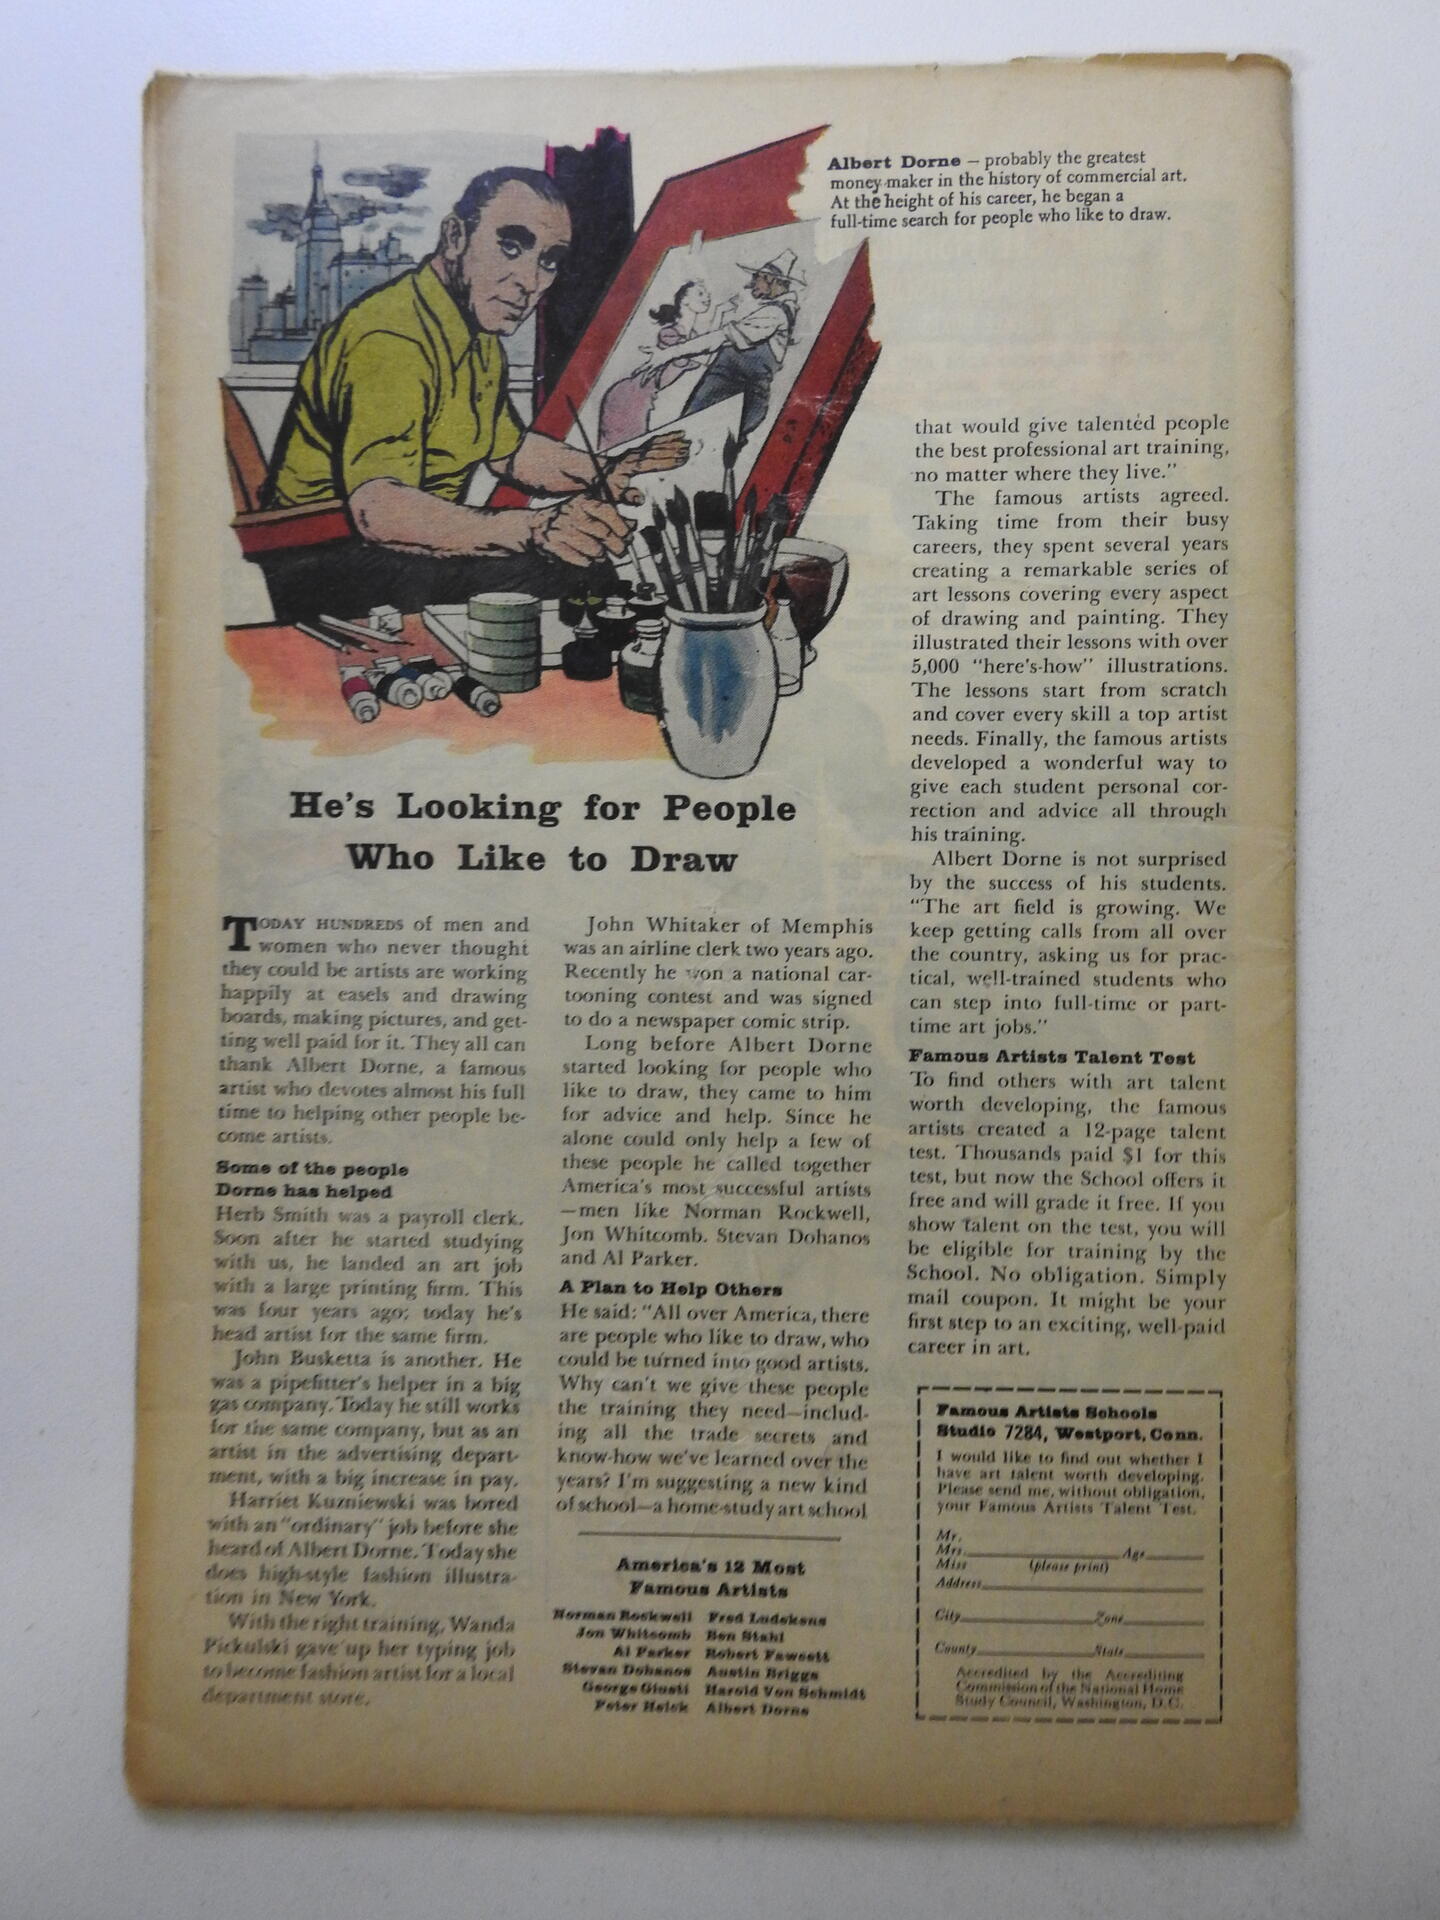 Albert Dorne — probably the greatest
money-maker in the history of commercial art.
At the height of his career, he began a
full-time search for people who like to draw.
He's Looking for People
Who Like to Draw
TODAY HUNDREDS of men and
women who never thought
they could be artists are working
happily at easels and drawing
boards, making pictures, and get-
ting well paid for it. They all can
thank Albert Dorne, a famous
artist who devotes almost his full
time to helping other people be-
come artists.
Some of the people
Dorne has helped
Herb Smith was a payroll clerk.
Soon after he started studying
with us, he landed an art job
with a large printing firm. This
was four years ago; today he's
head artist for the same firm.
John Busketta is another. He
was a pipefitter's helper in a big
gas company. Today he still works
for the same company, but as an
artist in the advertising depart-
ment, with a big increase in pay.
Harriet Kuzniewski was bored
with an "ordinary" job before she
heard of Albert Dorne. Today she
does high-style fashion illustra-
tion in New York.
With the right training, Wanda
Pickulski gave up her typing job
to become fashion artist for a local
department store.
John Whitaker of Memphis
was an airline clerk two years ago.
Recently he won a national car-
tooning contest and was signed
to do a newspaper comic strip.
Long before Albert Dorne
started looking for people who
like to draw, they came to him
for advice and help. Since he
alone could only help a few of
these people he called together
America's most successful artists
—men like Norman Rockwell,
Jon Whitcomb, Stevan Dohanos
and Al Parker.
A Plan to Help Others
He said: "All over America, there
are people who like to draw, who
could be turned into good artists.
Why can't we give these people
the training they need—includ-
ing all the trade secrets and
know-how we've learned over the
years? I'm suggesting a new kind
of school—a home-study art school
America's 12 Most
Famous Artists
Norman Rockwell Fred Ludekens
Jon Whitcomb Ben Stahl
Al Parker Robert Fawcett
Stevan Dohanos Austin Briggs
George Giusti Harold Von Schmidt
Peter Helck Albert Dorne
that would give talented people
the best professional art training,
no matter where they live."
The famous artists agreed.
Taking time from their busy
careers, they spent several years
creating a remarkable series of
art lessons covering every aspect
of drawing and painting. They
illustrated their lessons with over
5,000 "here's-how" illustrations.
The lessons start from scratch
and cover every skill a top artist
needs. Finally, the famous artists
developed a wonderful way to
give each student personal cor-
rection and advice all through
his training.
Albert Dorne is not surprised
by the success of his students.
"The art field is growing. We
keep getting calls from all over
the country, asking us for prac-
tical, well-trained students who
can step into full-time or part-
time art jobs."
Famous Artists Talent Test
To find others with art talent
worth developing, the famous
artists created a 12-page talent
test. Thousands paid $1 for this
test, but now the School offers it
free and will grade it free. If you
show talent on the test, you will
be eligible for training by the
School. No obligation. Simply
mail coupon. It might be your
first step to an exciting, well-paid
career in art.
Famous Artists Schools
Studio 7284, Westport, Conn.
I would like to find out whether I
have art talent worth developing.
Please send me, without obligation,
your Famous Artists Talent Test.
Mr.
Mrs. Age
Miss (please print)
Address
City Zone
County State
Accredited by the Accrediting
Commission of the National Home
Study Council, Washington, D.C.